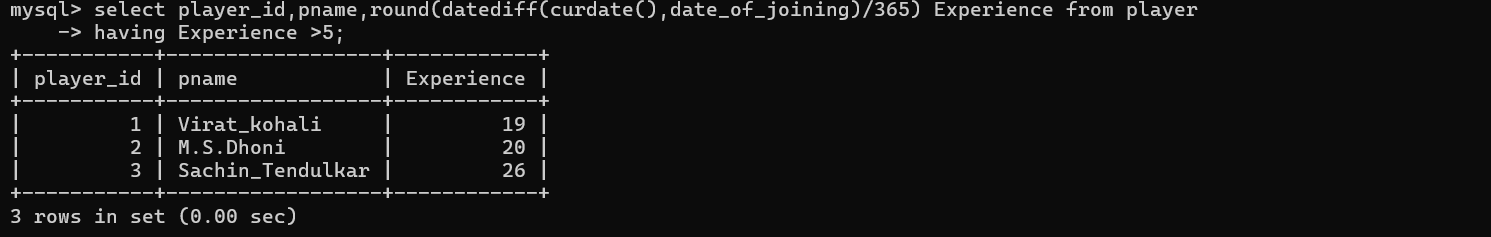 mysql> select player_id,pname,round(datediff(curdate(),date_of_joining)/365) Experience from player
    -> having Experience >5;
+-----------+------------------+------------+
| player_id | pname            | Experience |
+-----------+------------------+------------+
|         1 | Virat_kohali     |         19 |
|         2 | M.S.Dhoni        |         20 |
|         3 | Sachin_Tendulkar |         26 |
+-----------+------------------+------------+
3 rows in set (0.00 sec)